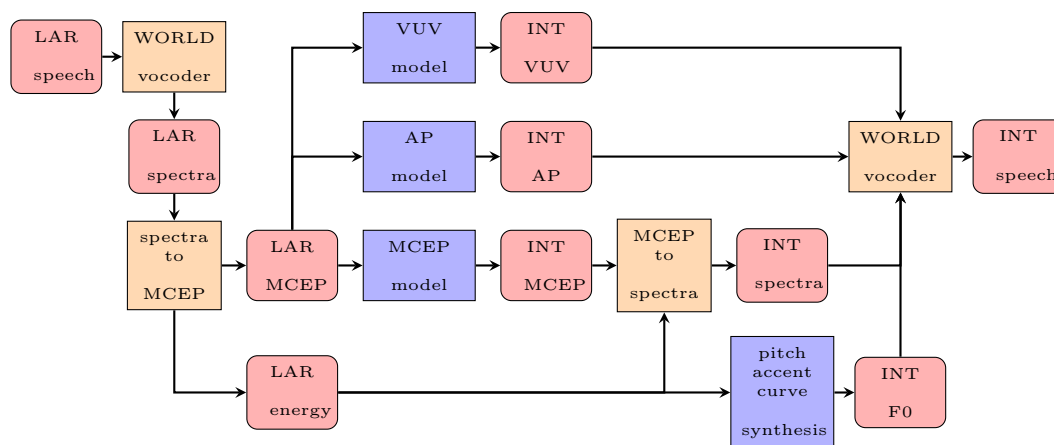 LAR
speech
WORLD
vocoder
VUV
model
INT
VUV
LAR
spectra
AP
model
INT
AP
WORLD
vocoder
INT
speech
spectra
to
MCEP
LAR
MCEP
MCEP
model
INT
MCEP
MCEP
to
spectra
INT
spectra
LAR
energy
pitch
accent
curve
synthesis
INT
F0